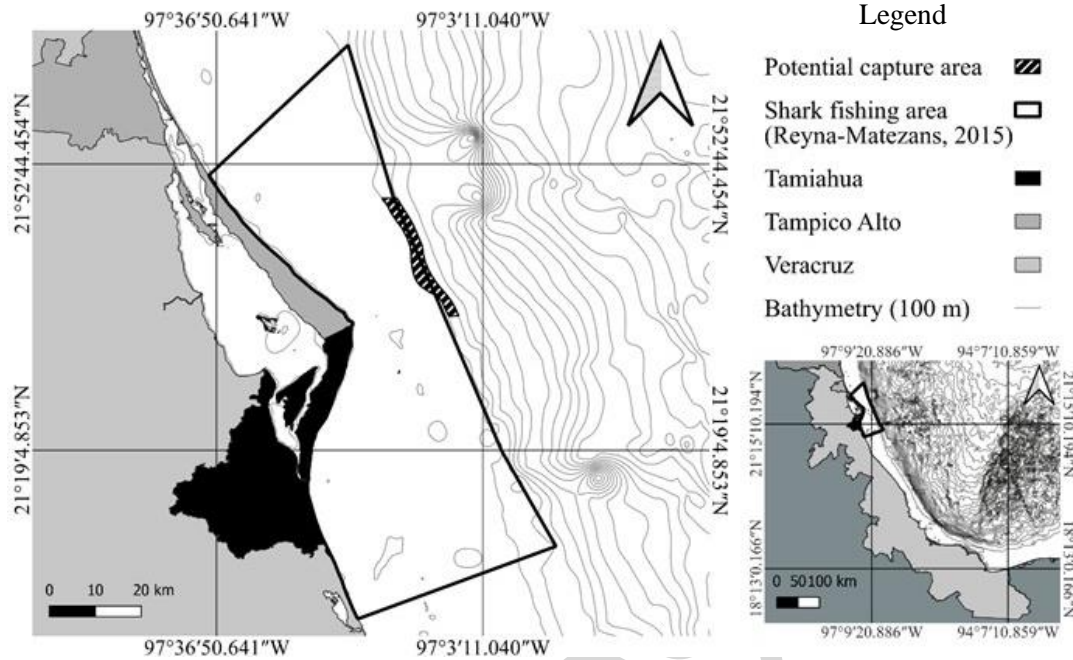 Legend
97°36′50.641″W 97°3′11.040″W
Potential capture area
Shark fishing area
(Reyna-Matezans, 2015)
Tamiahua
Tampico Alto
Veracruz
Bathymetry (100 m)
21°52′44.454″N
21°52′44.454″N
21°19′4.853″N
21°19′4.853″N
0 10 20 km
97°36′50.641″W 97°3′11.040″W
97°9′20.886″W 94°7′10.859″W
21°15′10.194″N
21°15′10.194″N
18°13′0.166″N
18°13′0.166″N
0 50100 km
97°9′20.886″W 94°7′10.859″W